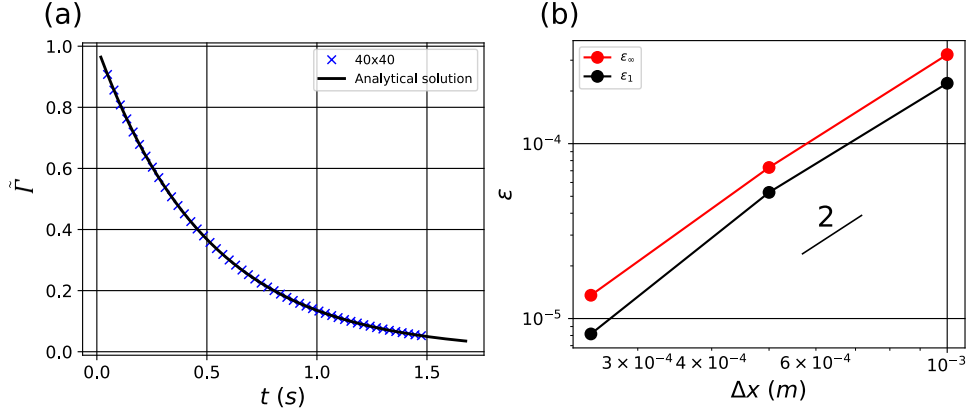 (a)
1.0
0.8
0.6
0.4
0.2
0.0
Γ̃
40x40
Analytical solution
0.0 0.5 1.0 1.5
t (s)
(b)
ε∞
ε₁
10⁻⁴
10⁻⁵
ε
2
3 × 10⁻⁴ 4 × 10⁻⁴ 6 × 10⁻⁴ 10⁻³
Δx (m)